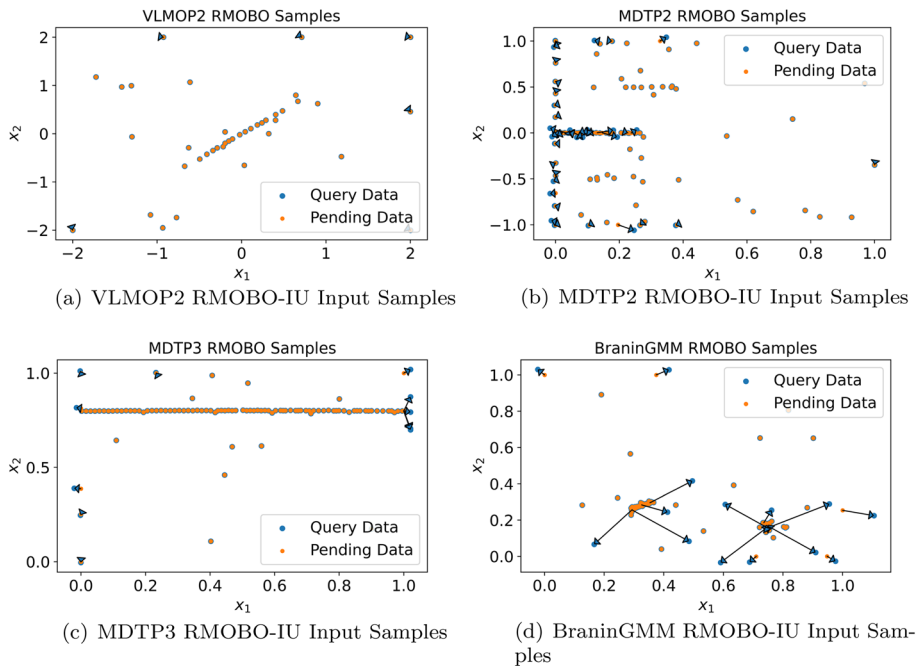 VLMOP2 RMOBO Samples
2
1
0
−1
−2
x2
−2
−1
0
1
2
x1
Query Data
Pending Data
(a) VLMOP2 RMOBO-IU Input Samples
MDTP2 RMOBO Samples
1.0
0.5
0.0
−0.5
−1.0
x2
0.0
0.2
0.4
0.6
0.8
1.0
x1
Query Data
Pending Data
(b) MDTP2 RMOBO-IU Input Samples
MDTP3 RMOBO Samples
1.0
0.5
0.0
x2
0.0
0.2
0.4
0.6
0.8
1.0
x1
Query Data
Pending Data
(c) MDTP3 RMOBO-IU Input Samples
BraninGMM RMOBO Samples
1.0
0.8
0.6
0.4
0.2
0.0
x2
0.0
0.2
0.4
0.6
0.8
1.0
x1
Query Data
Pending Data
(d) BraninGMM RMOBO-IU Input Sam-
ples